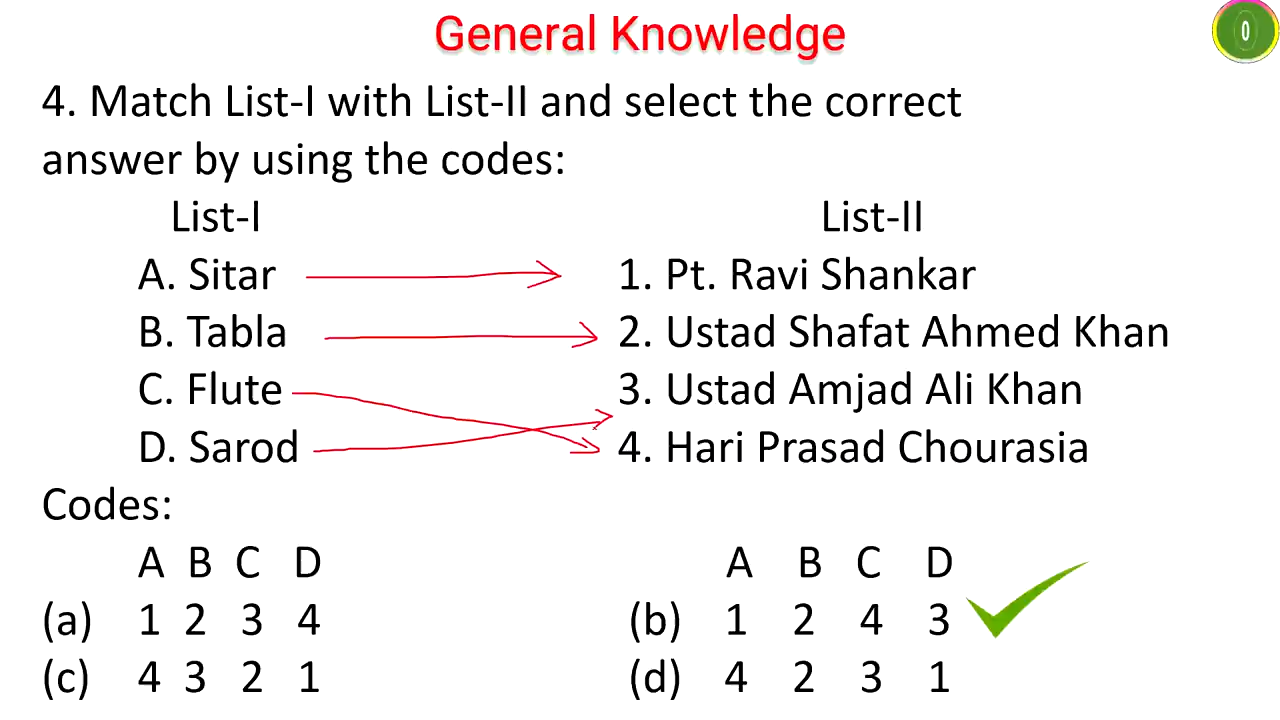 General Knowledge
0
4. Match List-I with List-II and select the correct
answer by using the codes:
List-I List-II
A. Sitar 1. Pt. Ravi Shankar
B. Tabla 2. Ustad Shafat Ahmed Khan
C. Flute 3. Ustad Amjad Ali Khan
D. Sarod 4. Hari Prasad Chourasia
Codes:
A B C D A B C D
(a) 1 2 3 4 (b) 1 2 4 3
(c) 4 3 2 1 (d) 4 2 3 1